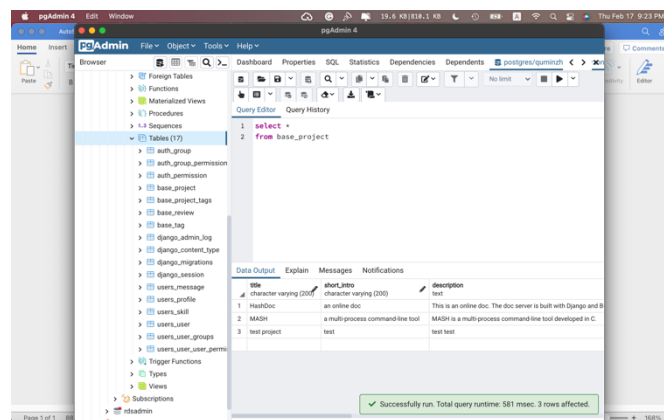 pgAdmin 4 Edit Window
19.6 KB|810.1 KB
Thu Feb 17 9:23 PM
pgAdmin 4
Home Insert
Paste
Comments
Editor
pgAdmin File Object Tools Help
Browser
Dashboard Properties SQL Statistics Dependencies Dependents postgres/quminzh
No limit
Query Editor Query History
1 select *
2 from base_project
Foreign Tables
Functions
Materialized Views
Procedures
1..3 Sequences
Tables (17)
auth_group
auth_group_permission
auth_permission
base_project
base_project_tags
base_review
base_tag
django_admin_log
django_content_type
django_migrations
django_session
users_message
users_profile
users_skill
users_user
users_user_groups
users_user_user_permi
Trigger Functions
Types
Views
Subscriptions
rdsadmin
Data Output Explain Messages Notifications
title character varying (200) short_intro character varying (200) description text
1 HashDoc an online doc This is an online doc. The doc server is built with Django and B
2 MASH a multi-process command-line tool MASH is a multi-process command-line tool developed in C.
3 test project test test test
Successfully run. Total query runtime: 581 msec. 3 rows affected.
Page 1 of 1
168%